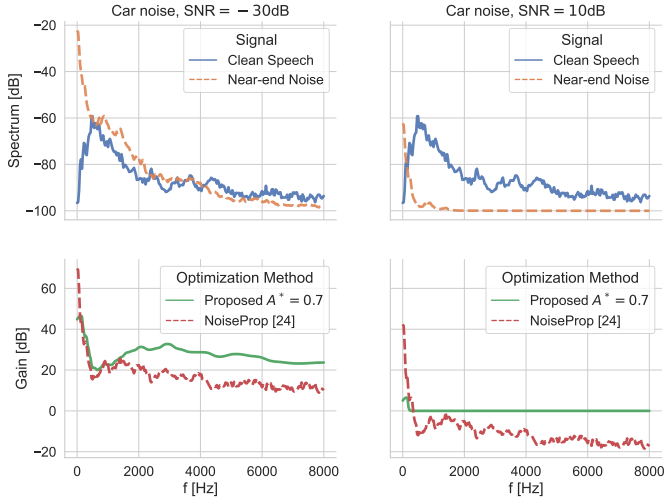 Car noise, SNR = − 30dB
Car noise, SNR = 10dB
Spectrum [dB]
−20
−40
−60
−80
−100
Signal
Clean Speech
Near-end Noise
Signal
Clean Speech
Near-end Noise
Gain [dB]
60
40
20
0
−20
Optimization Method
Proposed A* = 0.7
NoiseProp [24]
Optimization Method
Proposed A* = 0.7
NoiseProp [24]
0 2000 4000 6000 8000
0 2000 4000 6000 8000
f [Hz]
f [Hz]